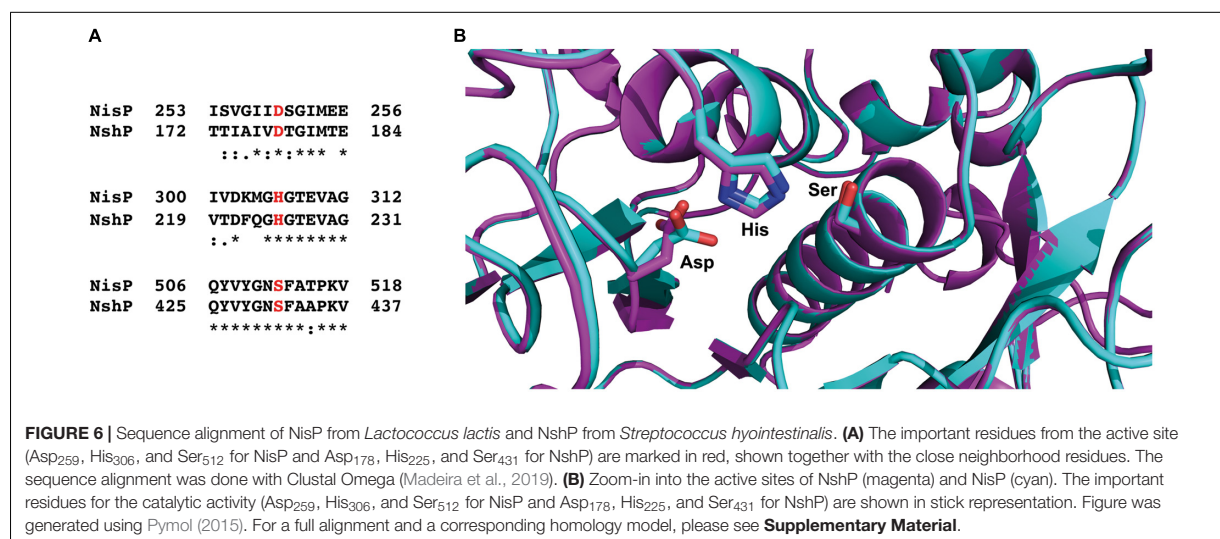 A
B
NisP 253 ISVGIIDSGIMEE 256
NshP 172 TTIAIVDTGIMTE 184
::.*:*:*** *
NisP 300 IVDKMGHGTEVAG 312
NshP 219 VTDFQGHGTEVAG 231
:.* ********
NisP 506 QYVYGNSFATPKV 518
NshP 425 QYVYGNSFAAPKV 437
*********:***
Ser
His
Asp
FIGURE 6 | Sequence alignment of NisP from Lactococcus lactis and NshP from Streptococcus hyointestinalis. (A) The important residues from the active site
(Asp259, His306, and Ser512 for NisP and Asp178, His225, and Ser431 for NshP) are marked in red, shown together with the close neighborhood residues. The
sequence alignment was done with Clustal Omega (Madeira et al., 2019). (B) Zoom-in into the active sites of NshP (magenta) and NisP (cyan). The important
residues for the catalytic activity (Asp259, His306, and Ser512 for NisP and Asp178, His225, and Ser431 for NshP) are shown in stick representation. Figure was
generated using Pymol (2015). For a full alignment and a corresponding homology model, please see Supplementary Material.